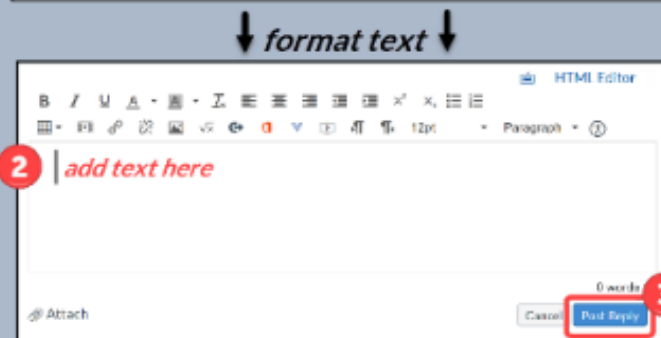 format text
HTML Editor
B I U A
12pt Paragraph
2 add text here
0 words
Attach Cancel Post Reply